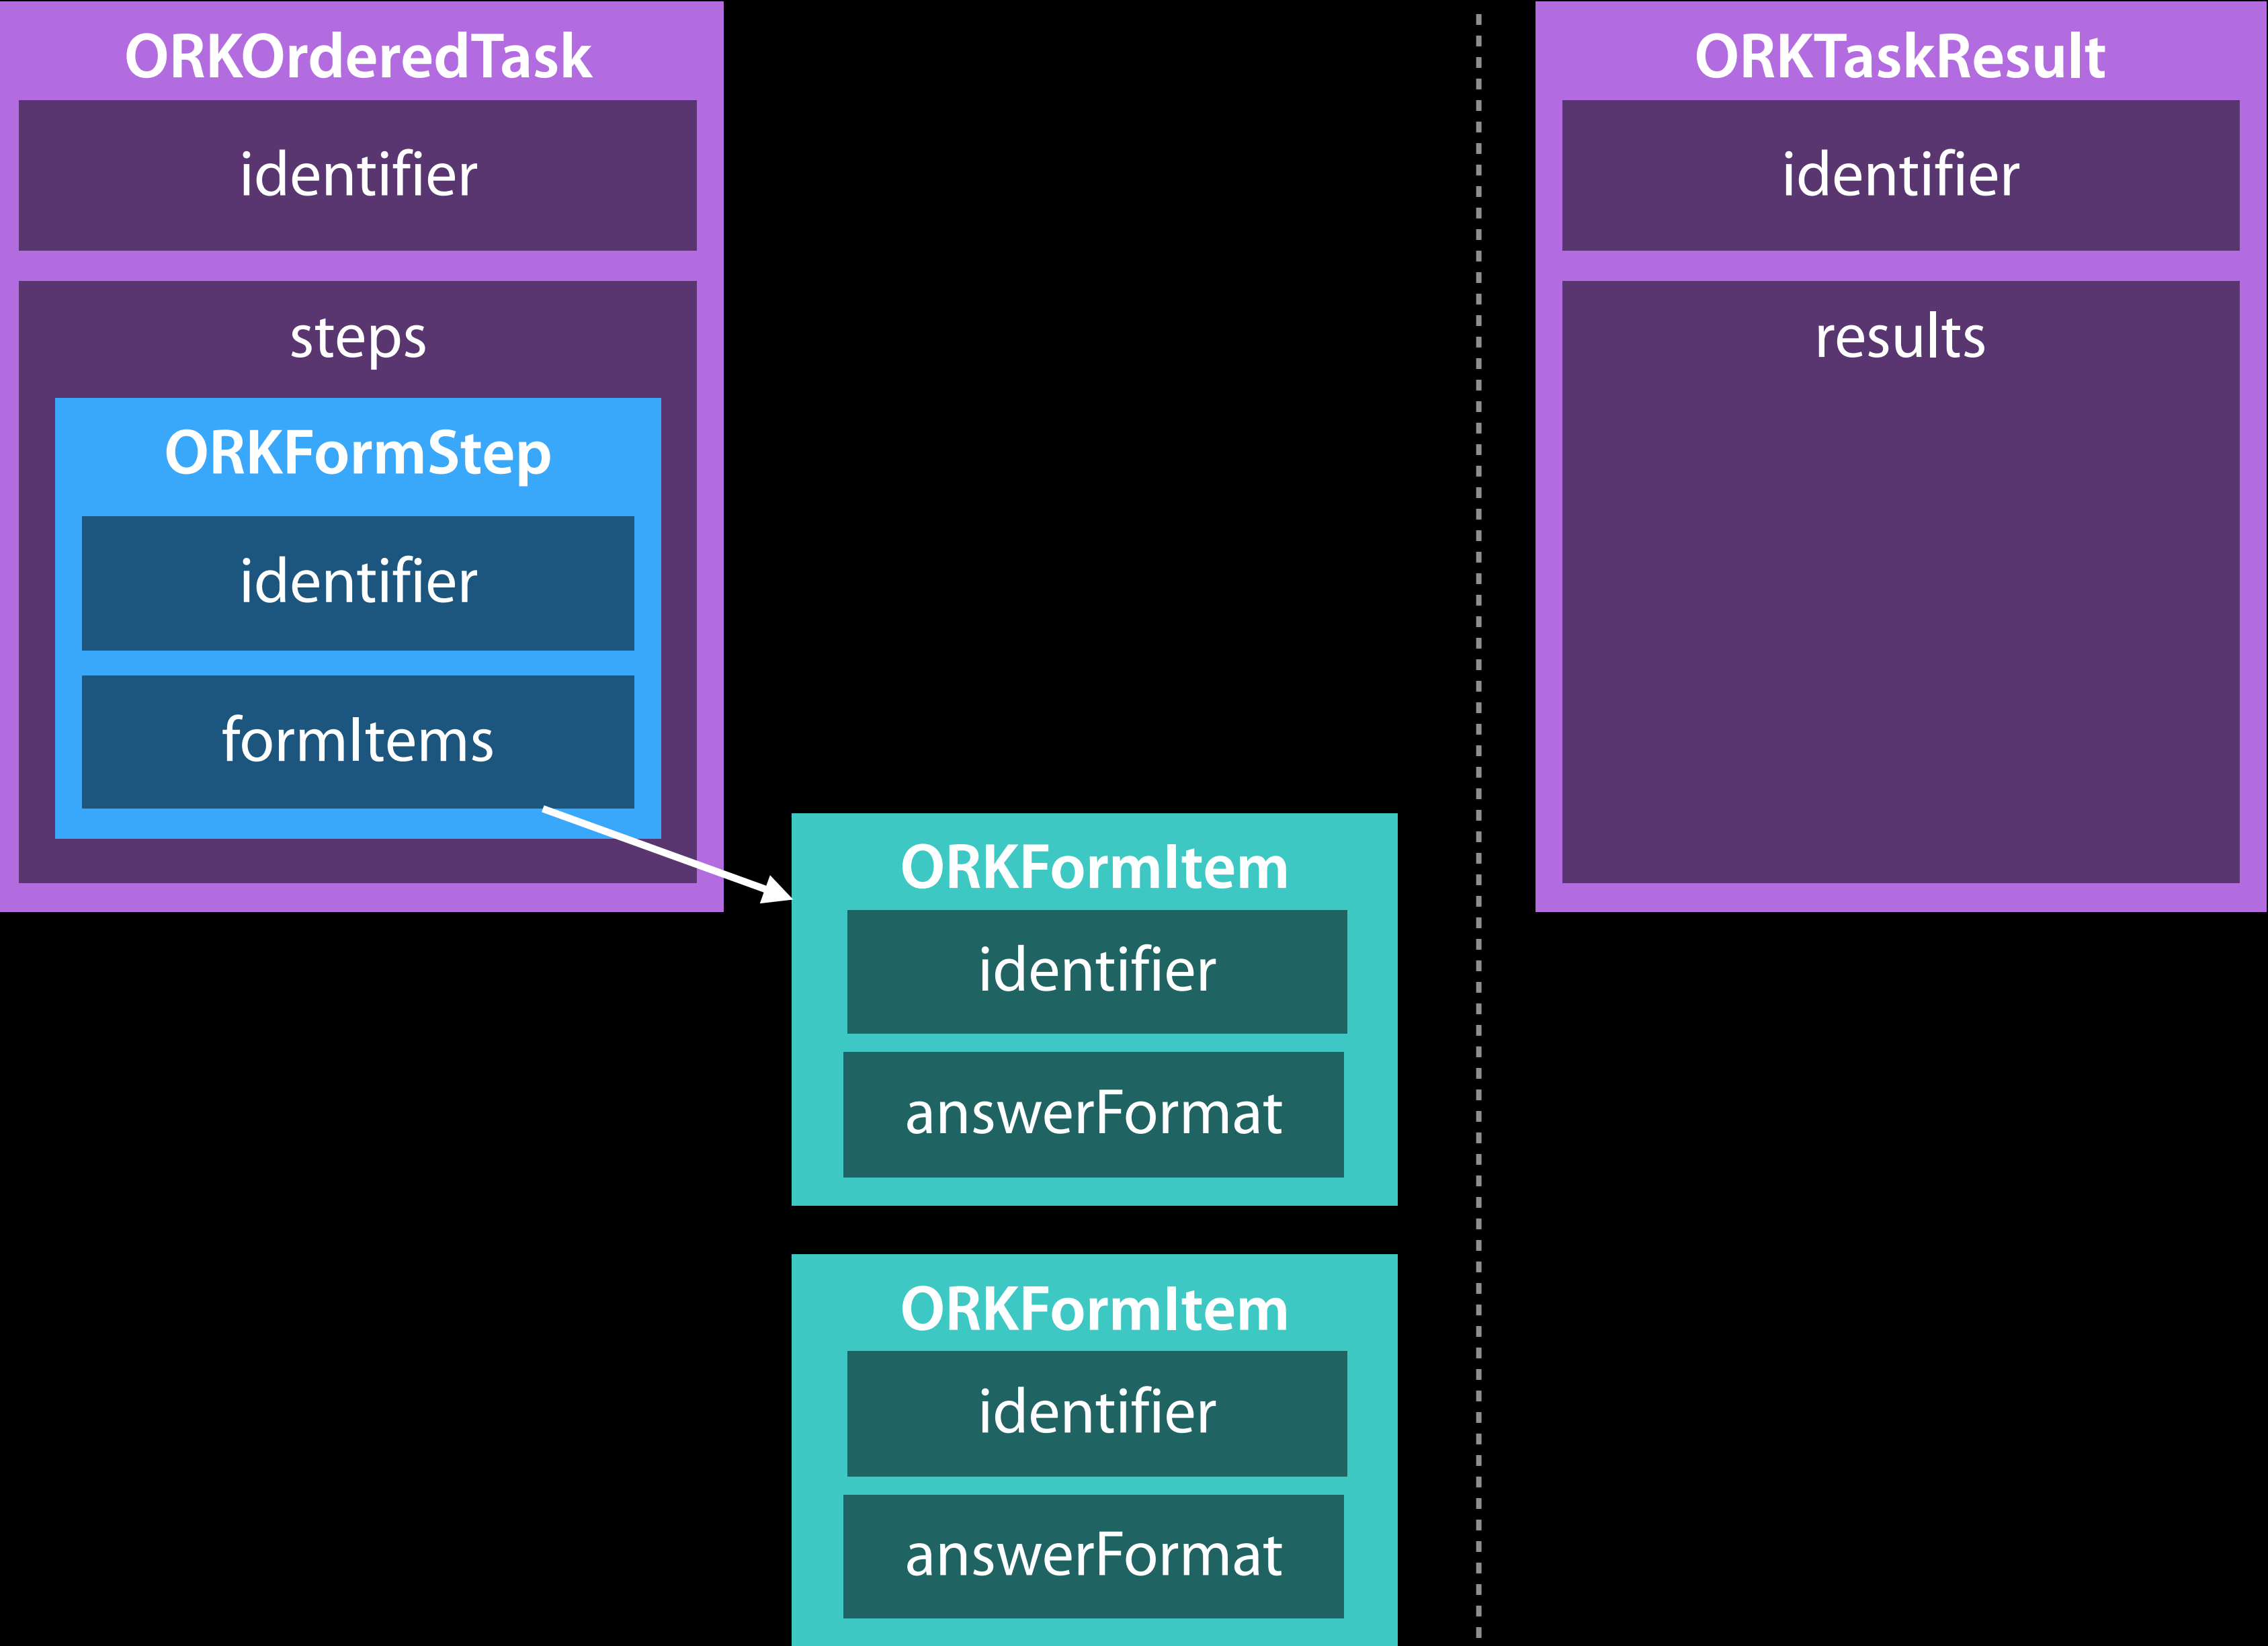 ORKOrderedTask
identifier
steps
ORKFormStep
identifier
formItems
ORKFormItem
identifier
answerFormat
ORKFormItem
identifier
answerFormat
ORKTaskResult
identifier
results